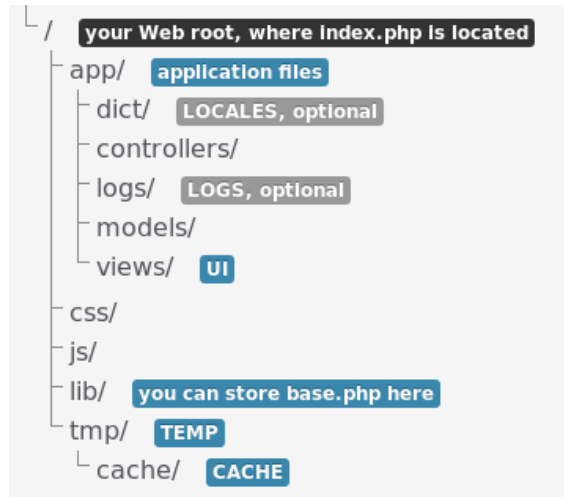 / your Web root, where index.php is located
app/ application files
dict/ LOCALES, optional
controllers/
logs/ LOGS, optional
models/
views/ UI
css/
js/
lib/ you can store base.php here
tmp/ TEMP
cache/ CACHE